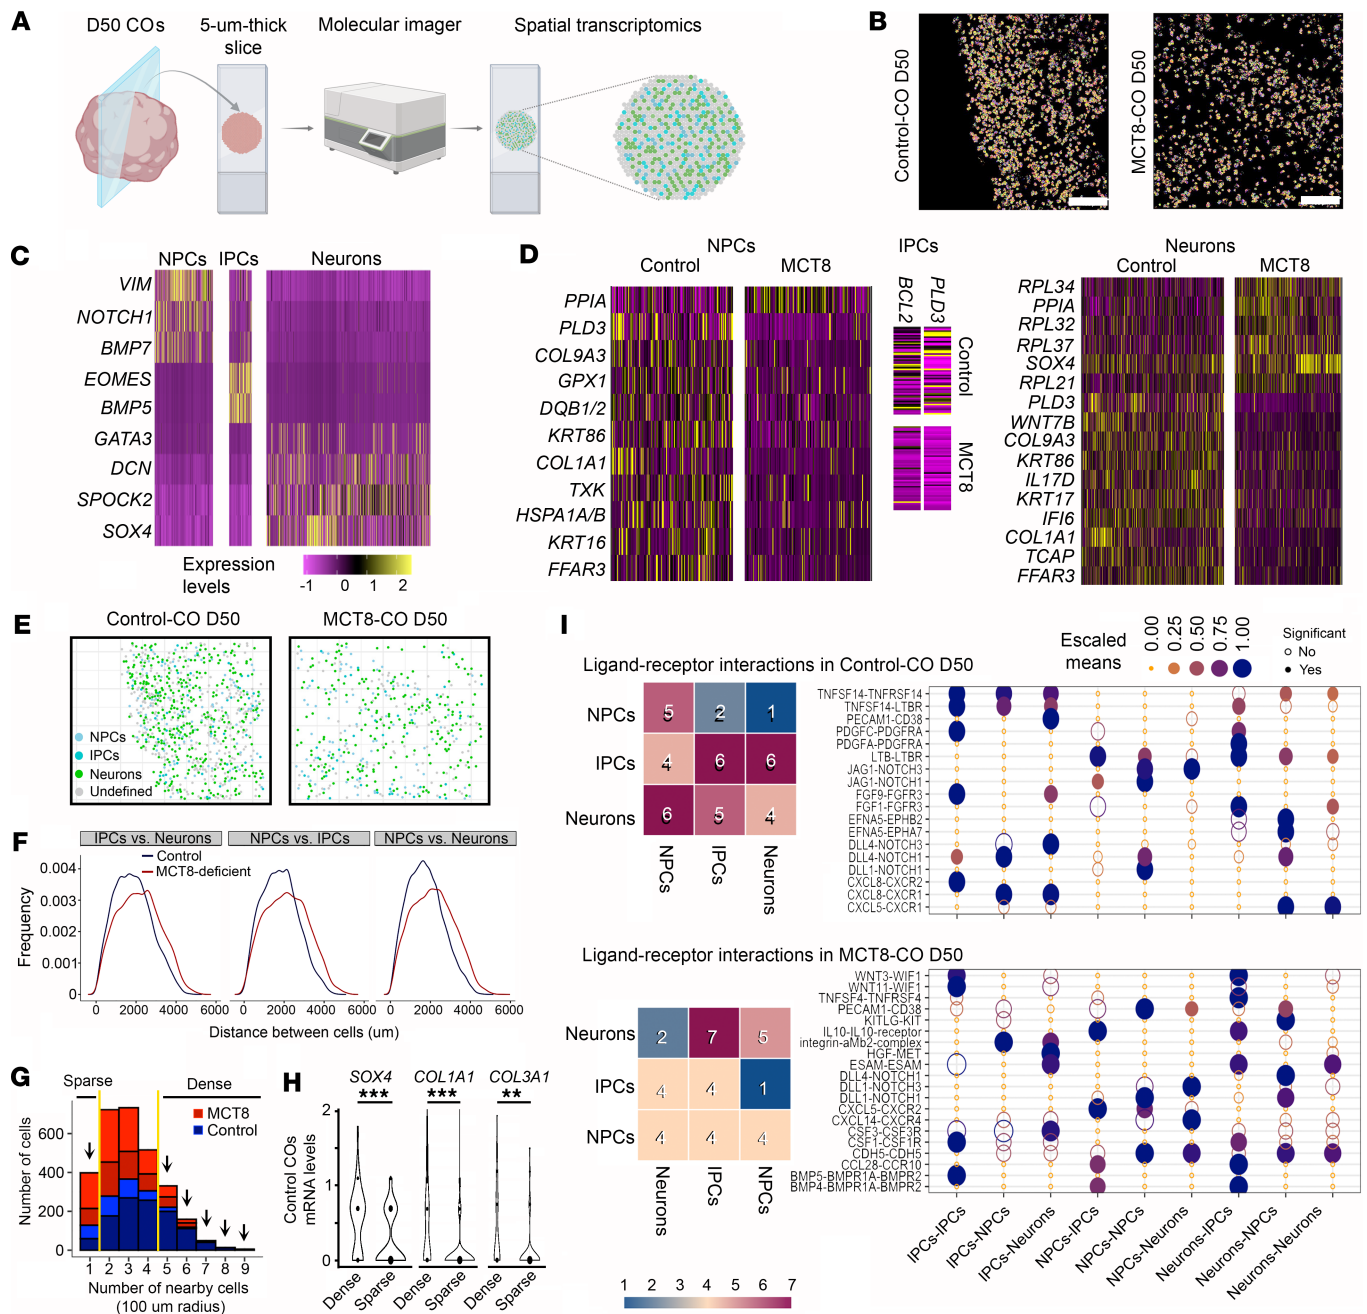 A
D50 COs
5-um-thick
slice
Molecular imager
Spatial transcriptomics
B
Control-CO D50
MCT8-CO D50
C
NPCs
IPCs
Neurons
VIM
NOTCH1
BMP7
EOMES
BMP5
GATA3
DCN
SPOCK2
SOX4
Expression
levels
-1 0 1 2
D
NPCs
Control
MCT8
PPIA
PLD3
COL9A3
GPX1
DQB1/2
KRT86
COL1A1
TXK
HSPA1A/B
KRT16
FFAR3
IPCs
BCL2
PLD3
Control
MCT8
Neurons
Control
MCT8
RPL34
PPIA
RPL32
RPL37
SOX4
RPL21
PLD3
WNT7B
COL9A3
KRT86
IL17D
KRT17
IFI6
COL1A1
TCAP
FFAR3
E
Control-CO D50
MCT8-CO D50
NPCs
IPCs
Neurons
Undefined
F
IPCs vs. Neurons
NPCs vs. IPCs
NPCs vs. Neurons
Control
MCT8-deficient
Frequency
0.004
0.003
0.002
0.001
0
0 2000 4000 6000
0 2000 4000 6000
0 2000 4000 6000
Distance between cells (um)
G
Sparse
Dense
MCT8
Control
Number of cells
600
400
200
0
1 2 3 4 5 6 7 8 9
Number of nearby cells
(100 um radius)
H
SOX4
COL1A1
COL3A1
***
***
**
Control COs
mRNA levels
2
1
0
Dense
Sparse
Dense
Sparse
Dense
Sparse
I
Escaled
means
0.00
0.25
0.50
0.75
1.00
Significant
No
Yes
Ligand-receptor interactions in Control-CO D50
NPCs
5 2 1
IPCs
4 6 6
Neurons
6 5 4
NPCs
IPCs
Neurons
TNFSF14-TNFRSF14
TNFSF14-LTBR
PECAM1-CD38
PDGFC-PDGFRA
PDGFA-PDGFRA
LTB-LTBR
JAG1-NOTCH3
JAG1-NOTCH1
FGF9-FGFR3
FGF1-FGFR3
EFNA5-EPHB2
EFNA5-EPHA7
DLL4-NOTCH3
DLL4-NOTCH1
DLL1-NOTCH1
CXCL8-CXCR2
CXCL8-CXCR1
CXCL5-CXCR1
Ligand-receptor interactions in MCT8-CO D50
Neurons
2 7 5
IPCs
4 4 1
NPCs
4 4 4
Neurons
IPCs
NPCs
1 2 3 4 5 6 7
WNT3-WIF1
WNT11-WIF1
TNFSF4-TNFRSF4
PECAM1-CD38
KITLG-KIT
IL10-IL10-receptor
integrin-aMb2-complex
HGF-MET
ESAM-ESAM
DLL4-NOTCH1
DLL1-NOTCH3
DLL1-NOTCH1
CXCL5-CXCR2
CXCL14-CXCR4
CSF3-CSF3R
CSF1-CSF1R
CDH5-CDH5
CCL28-CCR10
BMP5-BMPR1A-BMPR2
BMP4-BMPR1A-BMPR2
IPCs-IPCs
IPCs-NPCs
IPCs-Neurons
NPCs-IPCs
NPCs-NPCs
NPCs-Neurons
Neurons-IPCs
Neurons-NPCs
Neurons-Neurons